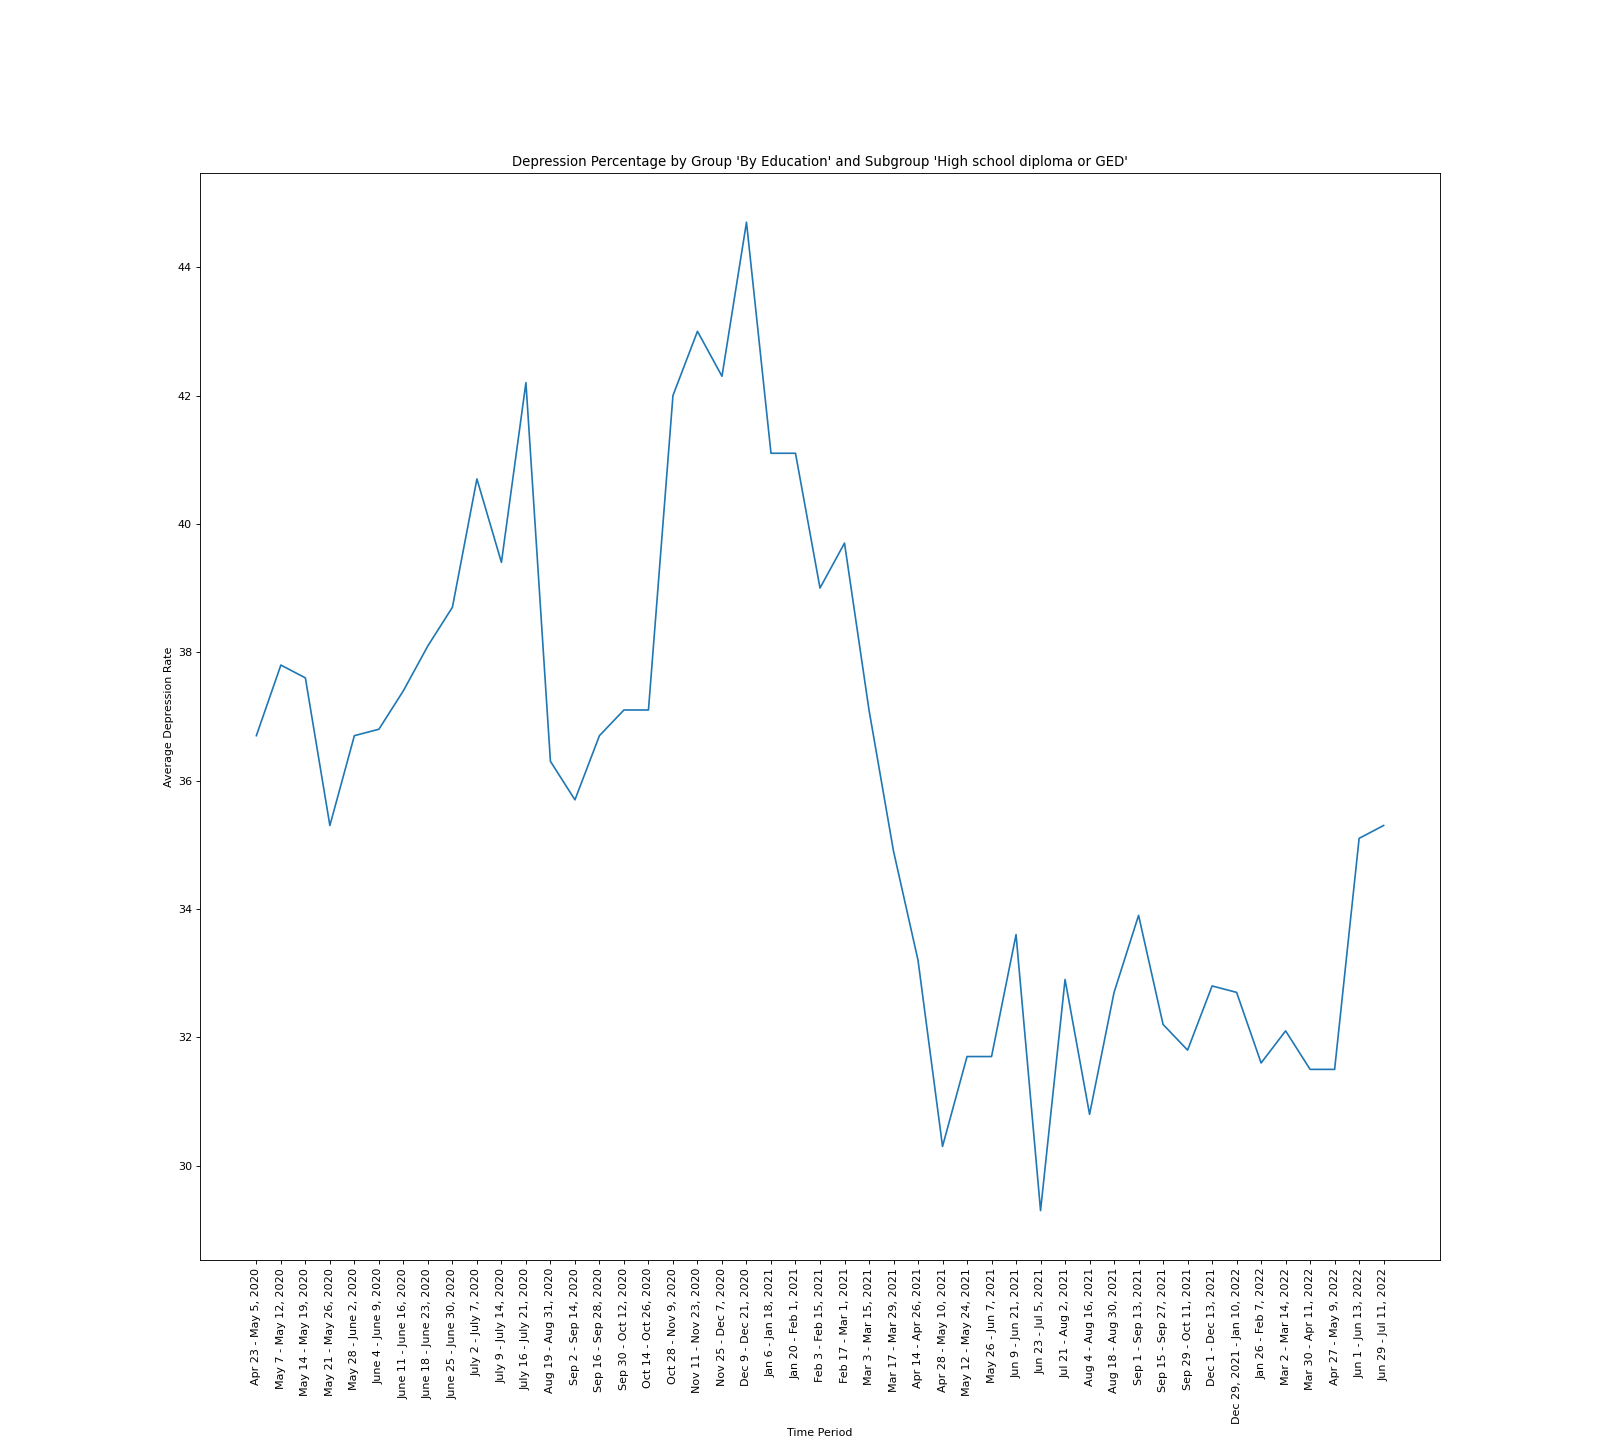 Depression Percentage by Group 'By Education' and Subgroup 'High school diploma or GED'
Average Depression Rate
44
42
40
38
36
34
32
30
Apr 23 - May 5, 2020
May 7 - May 12, 2020
May 14 - May 19, 2020
May 21 - May 26, 2020
May 28 - June 2, 2020
June 4 - June 9, 2020
June 11 - June 16, 2020
June 18 - June 23, 2020
June 25 - June 30, 2020
July 2 - July 7, 2020
July 9 - July 14, 2020
July 16 - July 21, 2020
Aug 19 - Aug 31, 2020
Sep 2 - Sep 14, 2020
Sep 16 - Sep 28, 2020
Sep 30 - Oct 12, 2020
Oct 14 - Oct 26, 2020
Oct 28 - Nov 9, 2020
Nov 11 - Nov 23, 2020
Nov 25 - Dec 7, 2020
Dec 9 - Dec 21, 2020
Jan 6 - Jan 18, 2021
Jan 20 - Feb 1, 2021
Feb 3 - Feb 15, 2021
Feb 17 - Mar 1, 2021
Mar 3 - Mar 15, 2021
Mar 17 - Mar 29, 2021
Apr 14 - Apr 26, 2021
Apr 28 - May 10, 2021
May 12 - May 24, 2021
May 26 - Jun 7, 2021
Jun 9 - Jun 21, 2021
Jun 23 - Jul 5, 2021
Jul 21 - Aug 2, 2021
Aug 4 - Aug 16, 2021
Aug 18 - Aug 30, 2021
Sep 1 - Sep 13, 2021
Sep 15 - Sep 27, 2021
Sep 29 - Oct 11, 2021
Dec 1 - Dec 13, 2021
Dec 29, 2021 - Jan 10, 2022
Jan 26 - Feb 7, 2022
Mar 2 - Mar 14, 2022
Mar 30 - Apr 11, 2022
Apr 27 - May 9, 2022
Jun 1 - Jun 13, 2022
Jun 29 - Jul 11, 2022
Time Period